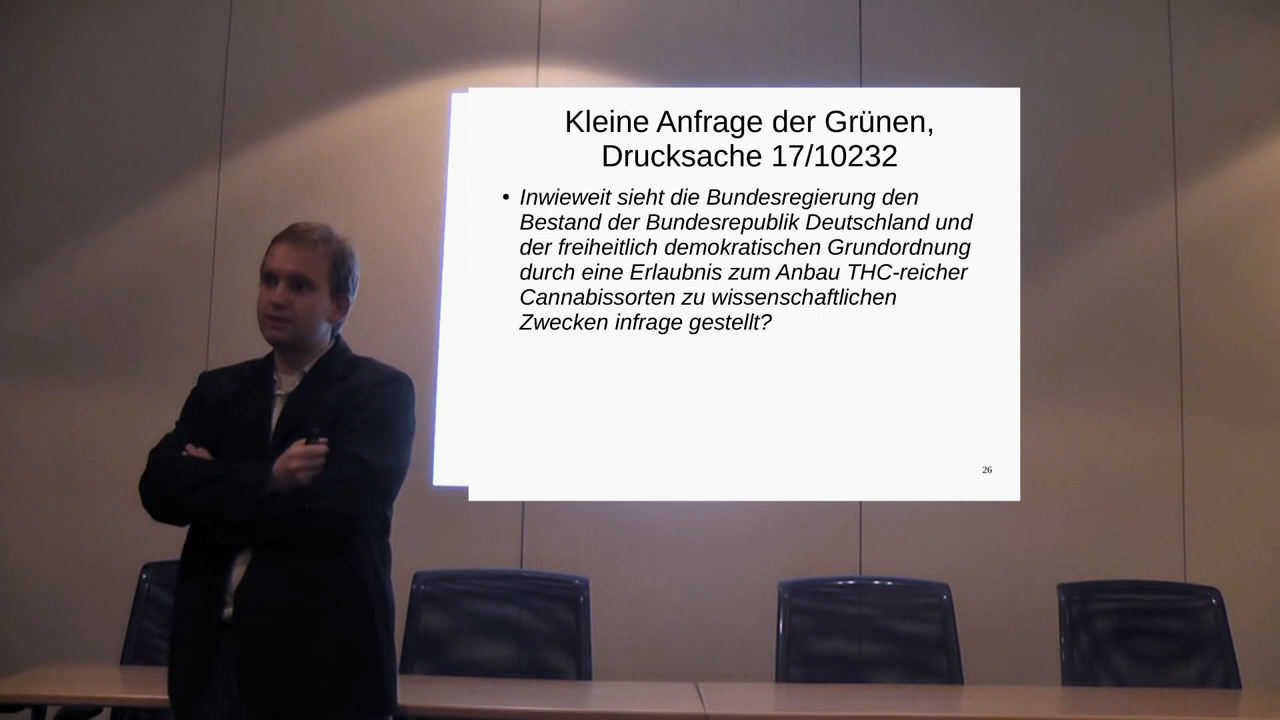 Kleine Anfrage der Grünen,
Drucksache 17/10232
• Inwieweit sieht die Bundesregierung den
Bestand der Bundesrepublik Deutschland und
der freiheitlich demokratischen Grundordnung
durch eine Erlaubnis zum Anbau THC-reicher
Cannabissorten zu wissenschaftlichen
Zwecken infrage gestellt?
26